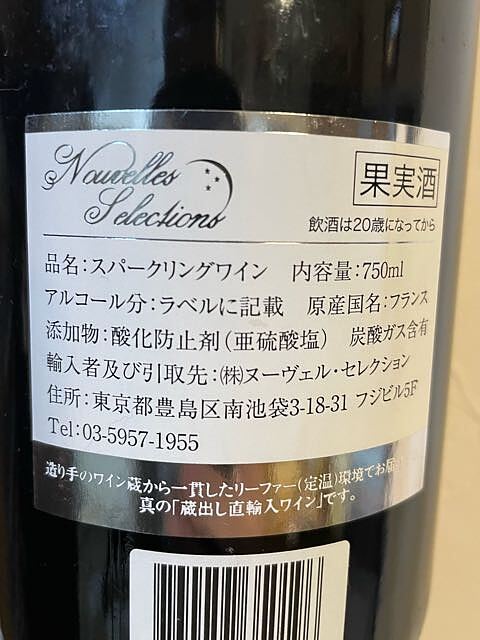 Nouvelles
Selections
果実酒
飲酒は20歳になってから
品名：スパークリングワイン　内容量：750ml
アルコール分：ラベルに記載　原産国名：フランス
添加物：酸化防止剤（亜硫酸塩）　炭酸ガス含有
輸入者及び引取先：㈱ヌーヴェル・セレクション
住所：東京都豊島区南池袋3-18-31 フジビル5F
Tel：03-5957-1955
造り手のワイン蔵から一貫したリーファー（定温）環境でお届
真の「蔵出し直輸入ワイン」です。